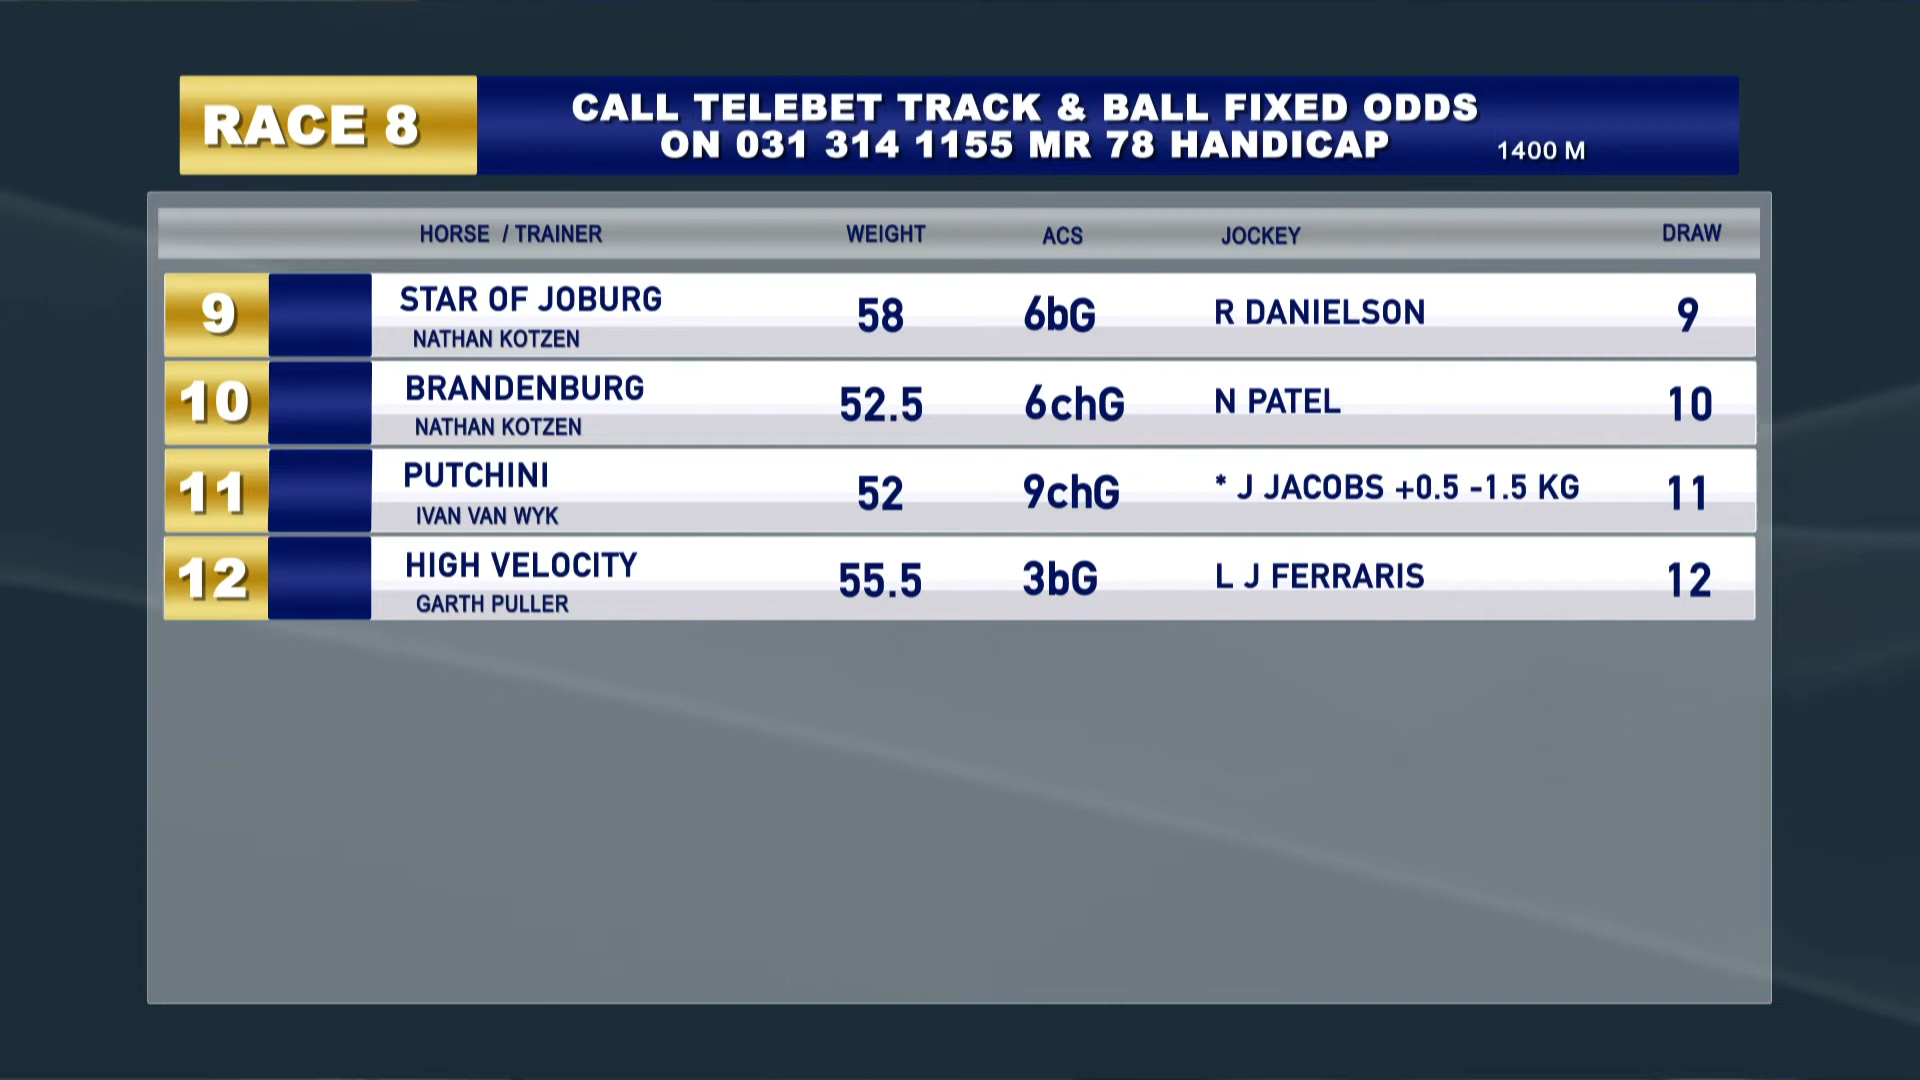 RACE 8
CALL TELEBET TRACK & BALL FIXED ODDS
ON 031 314 1155 MR 78 HANDICAP
1400 M
HORSE / TRAINER WEIGHT ACS JOCKEY DRAW
9 STAR OF JOBURG 58 6bG R DANIELSON 9
NATHAN KOTZEN
10 BRANDENBURG 52.5 6chG N PATEL 10
NATHAN KOTZEN
11 PUTCHINI 52 9chG * J JACOBS +0.5 -1.5 KG 11
IVAN VAN WYK
12 HIGH VELOCITY 55.5 3bG L J FERRARIS 12
GARTH PULLER